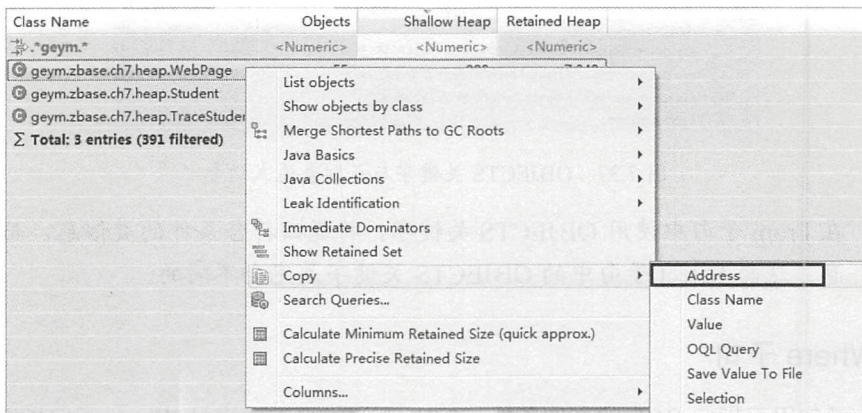 Class Name Objects Shallow Heap Retained Heap
.*geym.* <Numeric> <Numeric> <Numeric>
geym.zbase.ch7.heap.WebPage
geym.zbase.ch7.heap.Student
geym.zbase.ch7.heap.TraceStuder
Σ Total: 3 entries (391 filtered)
List objects
Show objects by class
Merge Shortest Paths to GC Roots
Java Basics
Java Collections
Leak Identification
Immediate Dominators
Show Retained Set
Copy
Search Queries...
Calculate Minimum Retained Size (quick approx.)
Calculate Precise Retained Size
Columns...
Address
Class Name
Value
OQL Query
Save Value To File
Selection